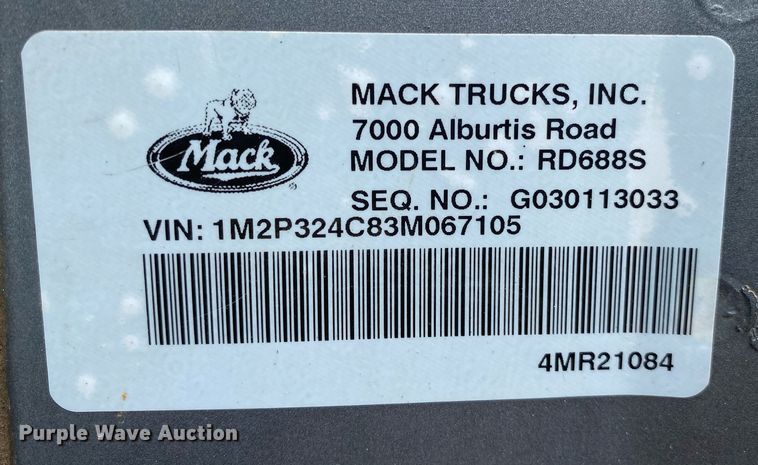 Mack
MACK TRUCKS, INC.
7000 Alburtis Road
MODEL NO.: RD688S
SEQ. NO.: G030113033
VIN: 1M2P324C83M067105
4MR21084
Purple Wave Auction